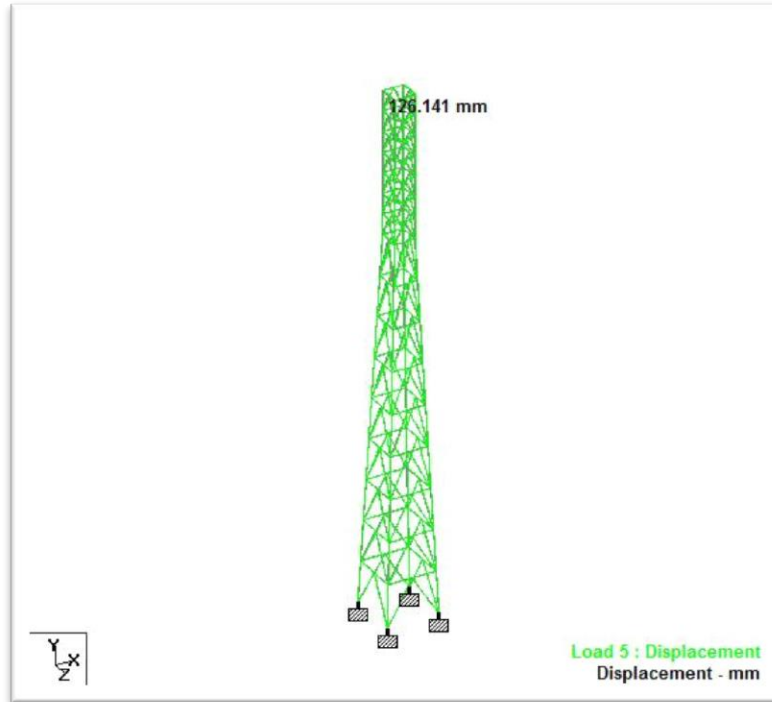 126.141 mm
Y
X
Z
Load 5 : Displacement
Displacement - mm